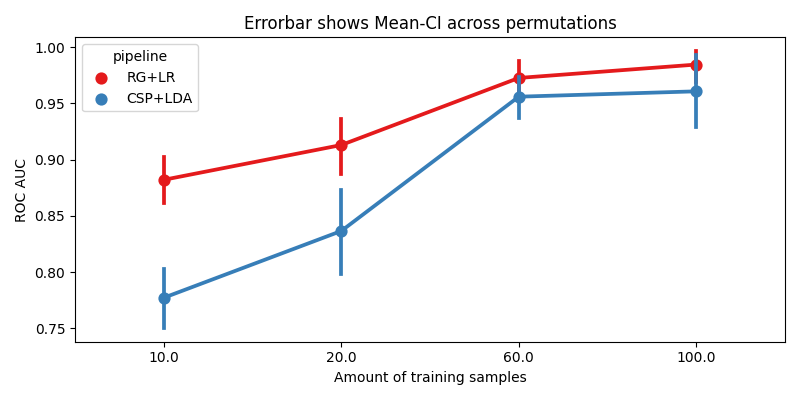 Errorbar shows Mean-CI across permutations
pipeline
RG+LR
CSP+LDA
ROC AUC
1.00
0.95
0.90
0.85
0.80
0.75
10.0
20.0
60.0
100.0
Amount of training samples